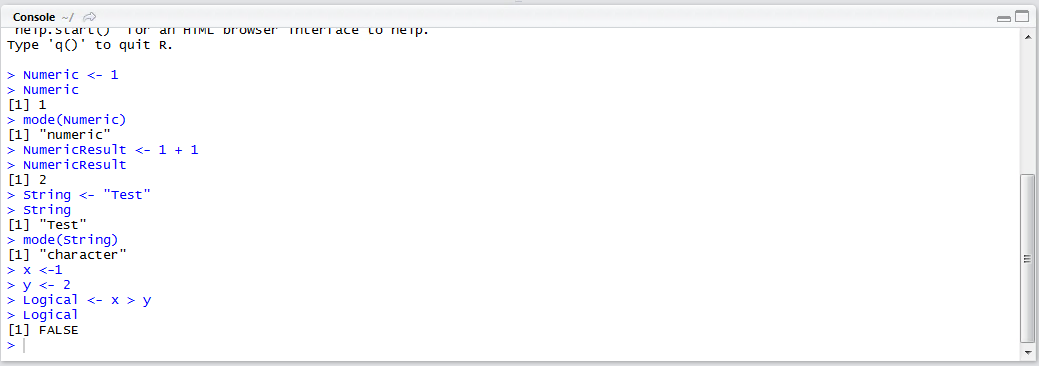 Console ~/
'help.start()' for an HTML browser interface to help.
Type 'q()' to quit R.
> Numeric <- 1
> Numeric
[1] 1
> mode(Numeric)
[1] "numeric"
> NumericResult <- 1 + 1
> NumericResult
[1] 2
> String <- "Test"
> String
[1] "Test"
> mode(String)
[1] "character"
> x <-1
> y <- 2
> Logical <- x > y
> Logical
[1] FALSE
>